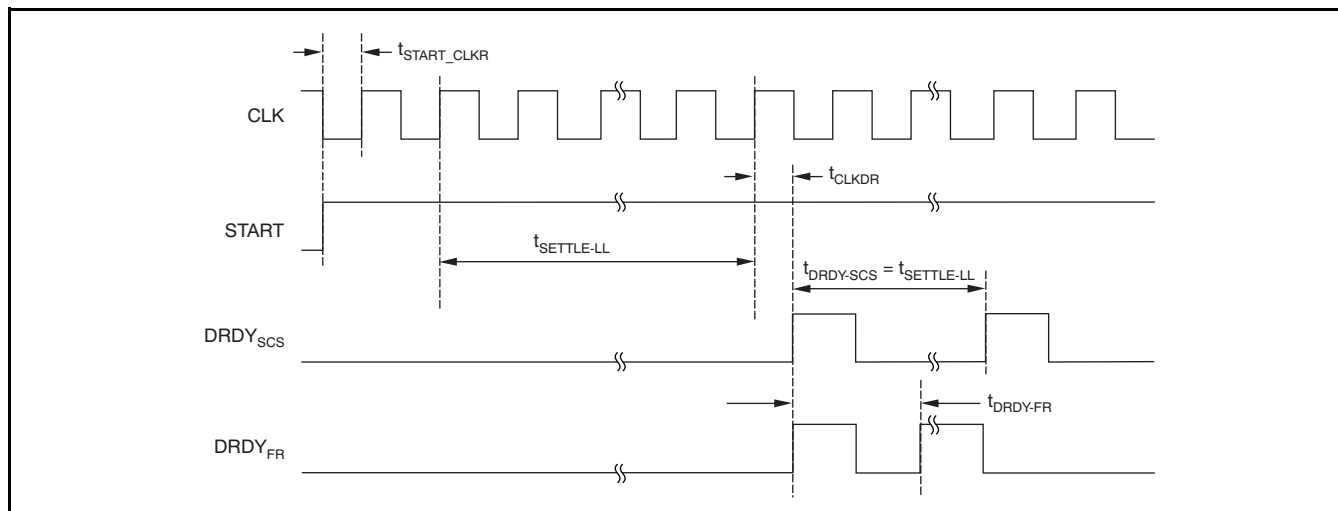 tSTART_CLKR
CLK
tCLKDR
START
tSETTLE-LL
tDRDY-SCS = tSETTLE-LL
DRDYSCS
tDRDY-FR
DRDYFR